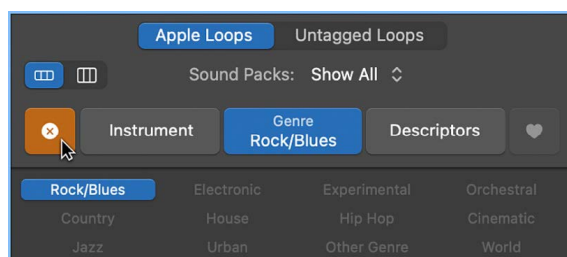 Apple Loops Untagged Loops
Sound Packs: Show All
Instrument Genre Rock/Blues Descriptors
Rock/Blues Electronic Experimental Orchestral
Country House Hip Hop Cinematic
Jazz Urban Other Genre World